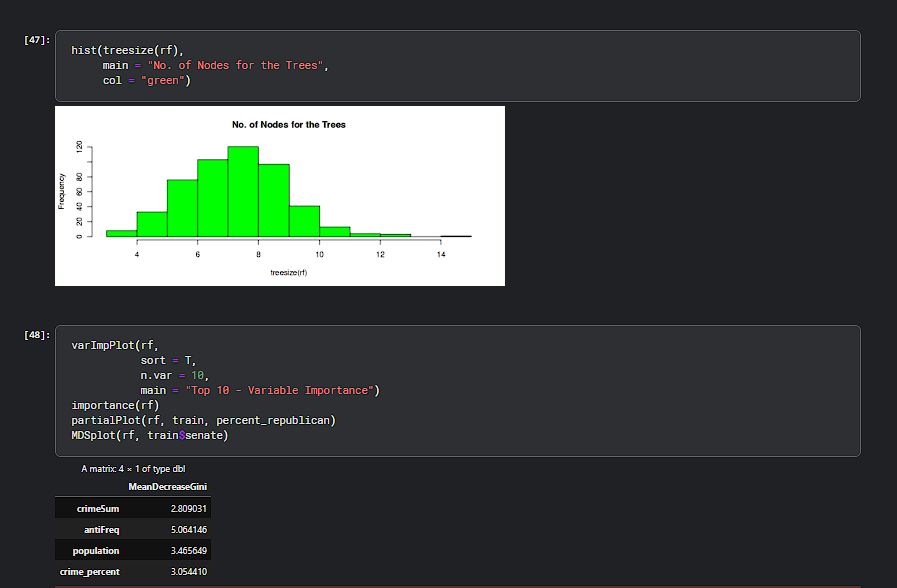 [47]:
hist(treesize(rf),
main = "No. of Nodes for the Trees",
col = "green")
No. of Nodes for the Trees
Frequency
120
80
60
40
20
0
4 6 8 10 12 14
treesize(rf)
[48]:
varImpPlot(rf,
sort = T,
n.var = 10,
main = "Top 10 - Variable Importance")
importance(rf)
partialPlot(rf, train, percent_republican)
MDSplot(rf, train$senate)
A matrix: 4 × 1 of type dbl
MeanDecreaseGini
crimeSum 2.809031
antiFreq 5.064146
population 3.465649
crime_percent 3.054410